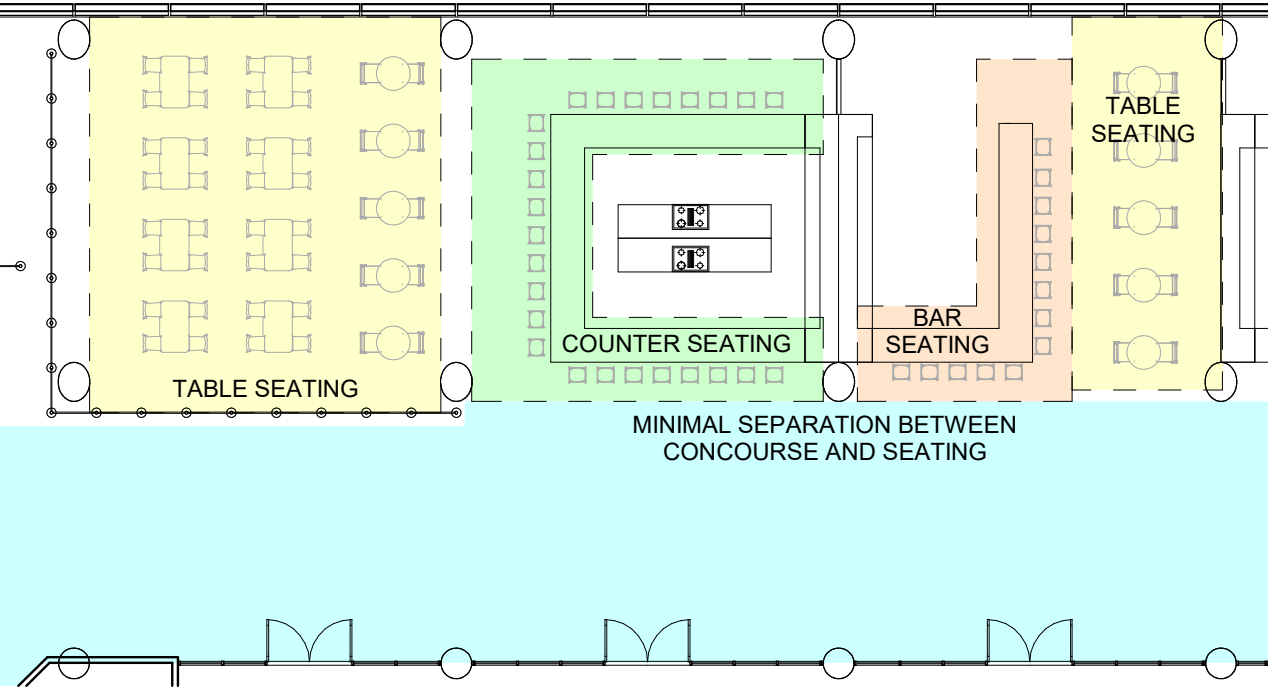 TABLE
SEATING
BAR
SEATING
COUNTER SEATING
TABLE SEATING
MINIMAL SEPARATION BETWEEN
CONCOURSE AND SEATING